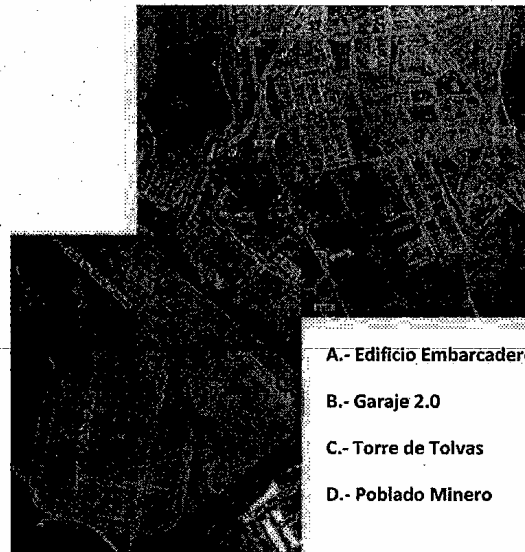 A.- Edificio Embarcadero
B.- Garaje 2.0
C.- Torre de Tolvas
D.- Poblado Minero